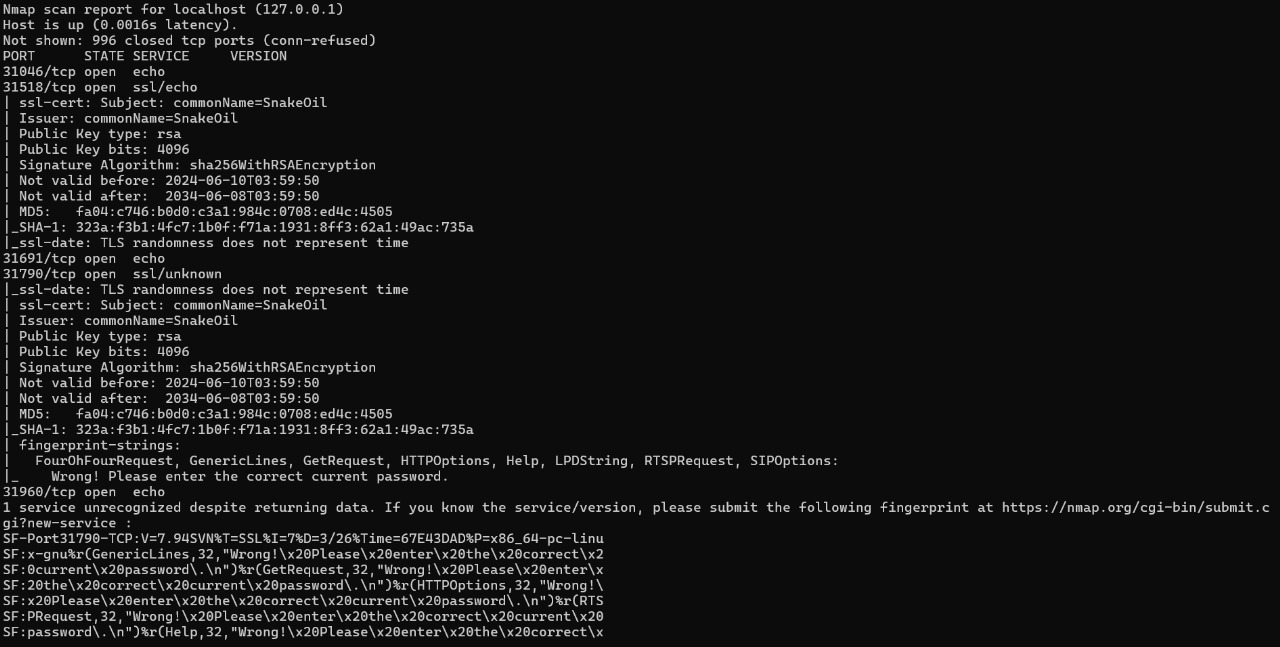 Nmap scan report for localhost (127.0.0.1)
Host is up (0.0016s latency).
Not shown: 996 closed tcp ports (conn-refused)
PORT      STATE SERVICE     VERSION
31046/tcp open  echo
31518/tcp open  ssl/echo
| ssl-cert: Subject: commonName=SnakeOil
| Issuer: commonName=SnakeOil
| Public Key type: rsa
| Public Key bits: 4096
| Signature Algorithm: sha256WithRSAEncryption
| Not valid before: 2024-06-10T03:59:50
| Not valid after:  2034-06-08T03:59:50
| MD5:   fa04:c746:b0d0:c3a1:984c:0708:ed4c:4505
|_SHA-1: 323a:f3b1:4fc7:1b0f:f71a:1931:8ff3:62a1:49ac:735a
|_ssl-date: TLS randomness does not represent time
31691/tcp open  echo
31790/tcp open  ssl/unknown
|_ssl-date: TLS randomness does not represent time
| ssl-cert: Subject: commonName=SnakeOil
| Issuer: commonName=SnakeOil
| Public Key type: rsa
| Public Key bits: 4096
| Signature Algorithm: sha256WithRSAEncryption
| Not valid before: 2024-06-10T03:59:50
| Not valid after:  2034-06-08T03:59:50
| MD5:   fa04:c746:b0d0:c3a1:984c:0708:ed4c:4505
|_SHA-1: 323a:f3b1:4fc7:1b0f:f71a:1931:8ff3:62a1:49ac:735a
| fingerprint-strings:
|   FourOhFourRequest, GenericLines, GetRequest, HTTPOptions, Help, LPDString, RTSPRequest, SIPOptions:
|_    Wrong! Please enter the correct current password.
31960/tcp open  echo
1 service unrecognized despite returning data. If you know the service/version, please submit the following fingerprint at https://nmap.org/cgi-bin/submit.c
gi?new-service :
SF-Port31790-TCP:V=7.94SVN%T=SSL%I=7%D=3/26%Time=67E43DAD%P=x86_64-pc-linu
SF:x-gnu%r(GenericLines,32,"Wrong!\x20Please\x20enter\x20the\x20correct\x2
SF:0current\x20password\.\n")%r(GetRequest,32,"Wrong!\x20Please\x20enter\x
SF:20the\x20correct\x20current\x20password\.\n")%r(HTTPOptions,32,"Wrong!\
SF:x20Please\x20enter\x20the\x20correct\x20current\x20password\.\n")%r(RTS
SF:PRequest,32,"Wrong!\x20Please\x20enter\x20the\x20correct\x20current\x20
SF:password\.\n")%r(Help,32,"Wrong!\x20Please\x20enter\x20the\x20correct\x